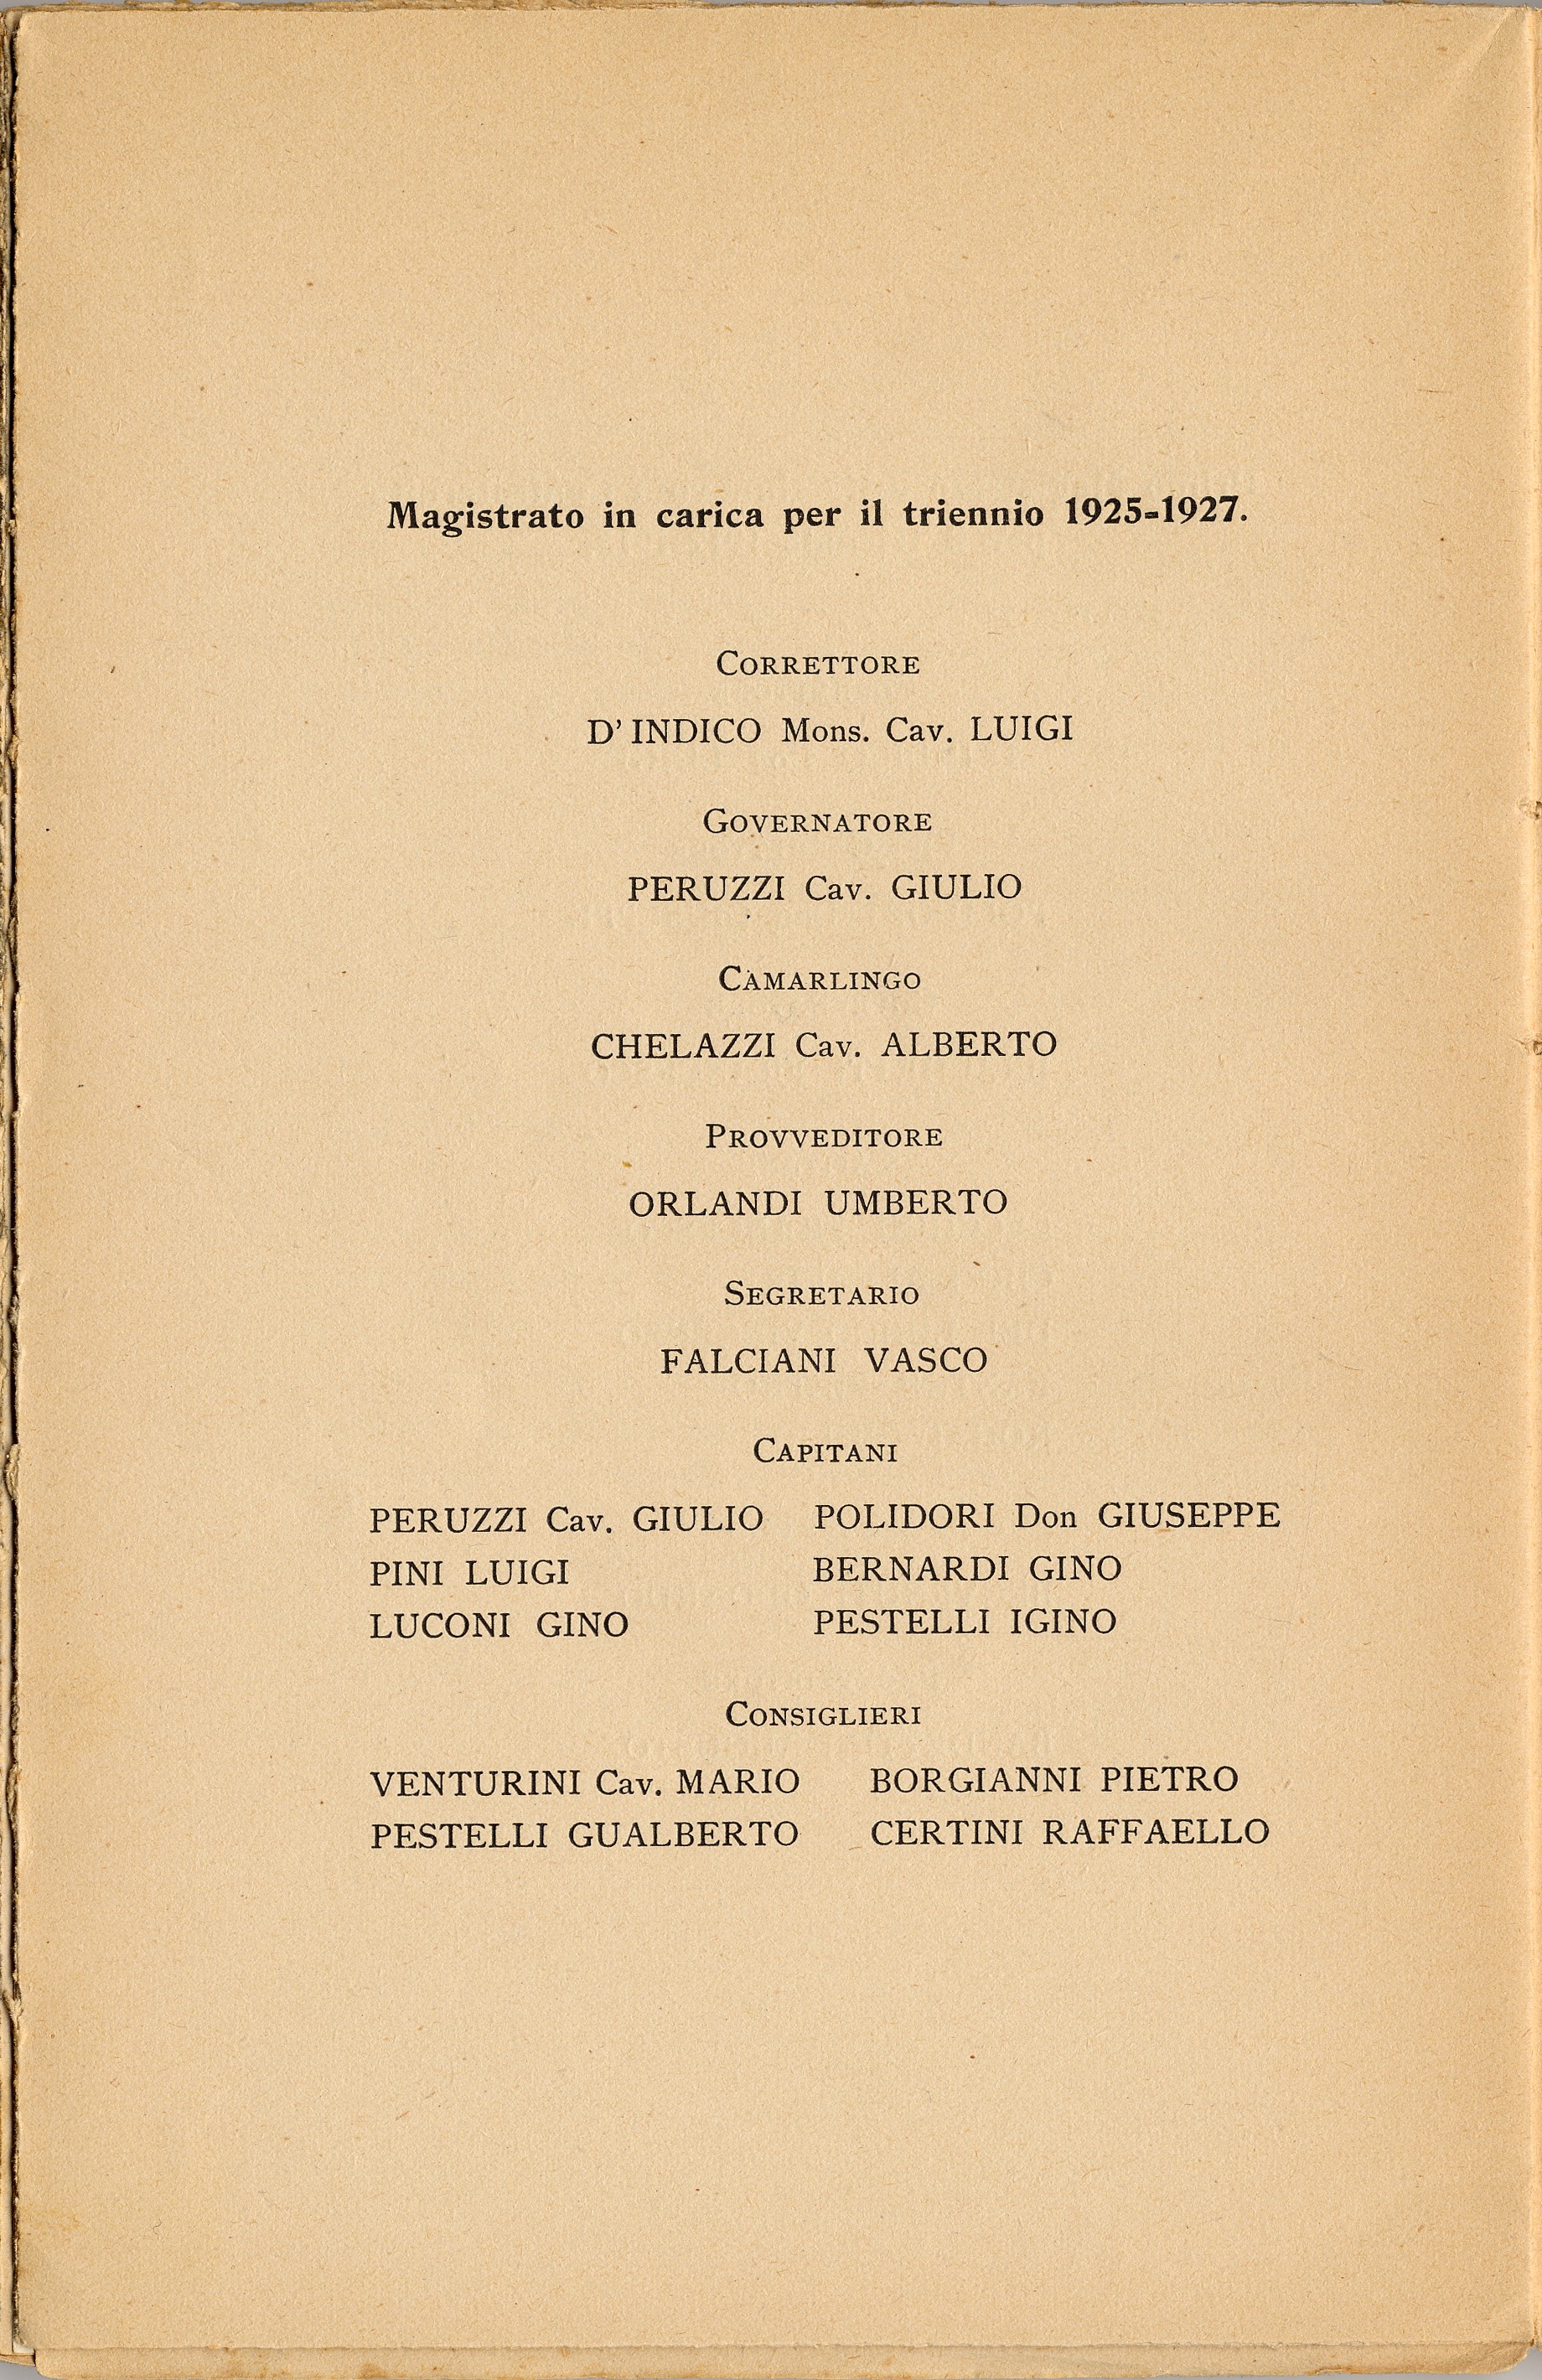 Magistrato in carica per il triennio 1925-1927.
CORRETTORE
D' INDICO Mons. Cav. LUIGI
GOVERNATORE
PERUZZI Cav. GIULIO
CAMARLINGO
CHELAZZI Cav. ALBERTO
PROVVEDITORE
ORLANDI UMBERTO
SEGRETARIO
FALCIANI VASCO
CAPITANI
PERUZZI Cav. GIULIO POLIDORI Don GIUSEPPE
PINI LUIGI BERNARDI GINO
LUCONI GINO PESTELLI IGINO
CONSIGLIERI
VENTURINI Cav. MARIO BORGIANNI PIETRO
PESTELLI GUALBERTO CERTINI RAFFAELLO